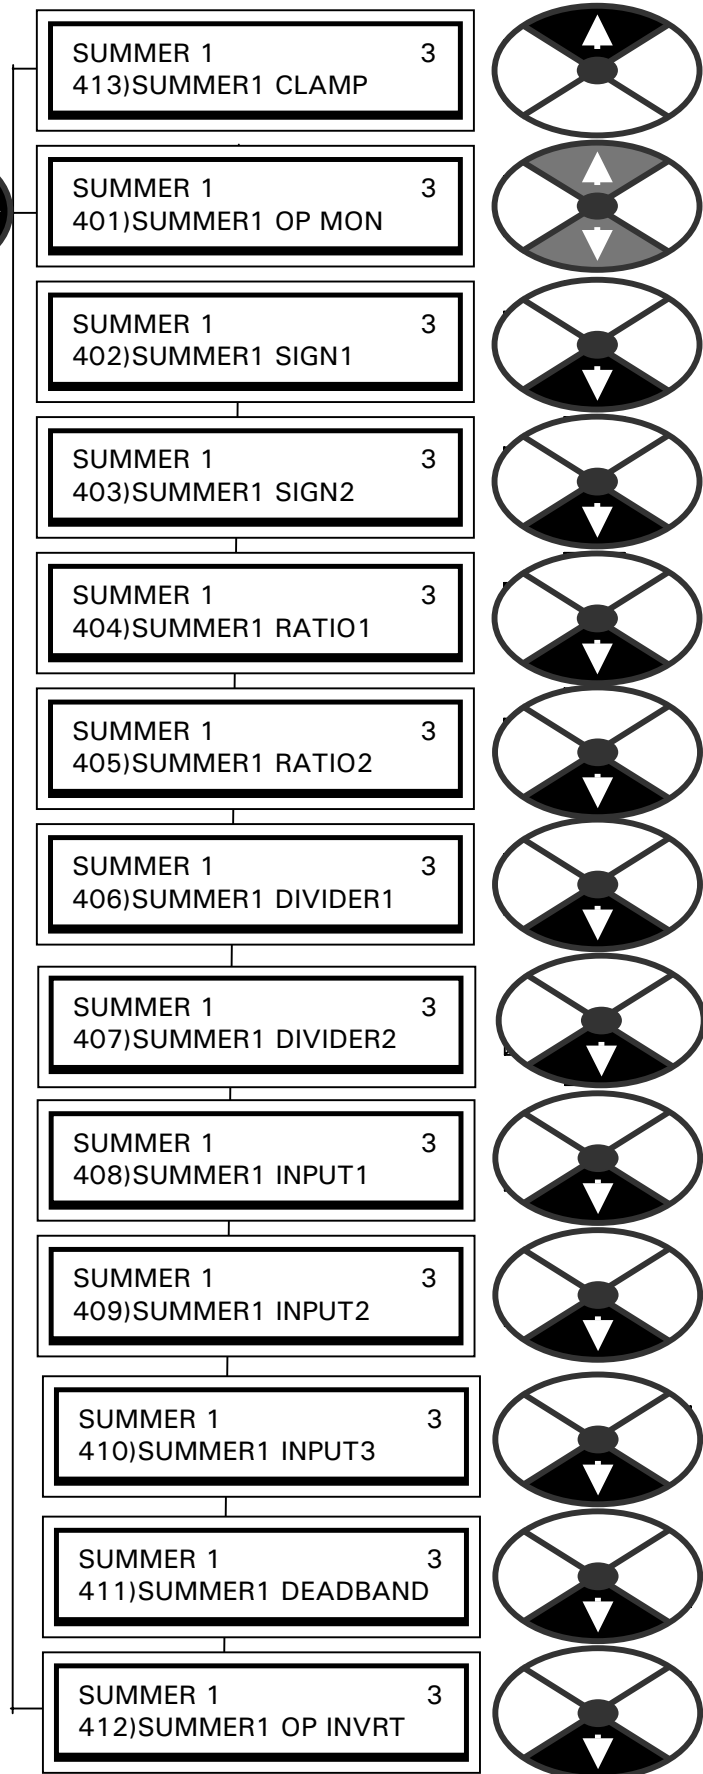 SUMMER 1 3
413)SUMMER1 CLAMP
SUMMER 1 3
401)SUMMER1 OP MON
SUMMER 1 3
402)SUMMER1 SIGN1
SUMMER 1 3
403)SUMMER1 SIGN2
SUMMER 1 3
404)SUMMER1 RATIO1
SUMMER 1 3
405)SUMMER1 RATIO2
SUMMER 1 3
406)SUMMER1 DIVIDER1
SUMMER 1 3
407)SUMMER1 DIVIDER2
SUMMER 1 3
408)SUMMER1 INPUT1
SUMMER 1 3
409)SUMMER1 INPUT2
SUMMER 1 3
410)SUMMER1 INPUT3
SUMMER 1 3
411)SUMMER1 DEADBAND
SUMMER 1 3
412)SUMMER1 OP INVRT